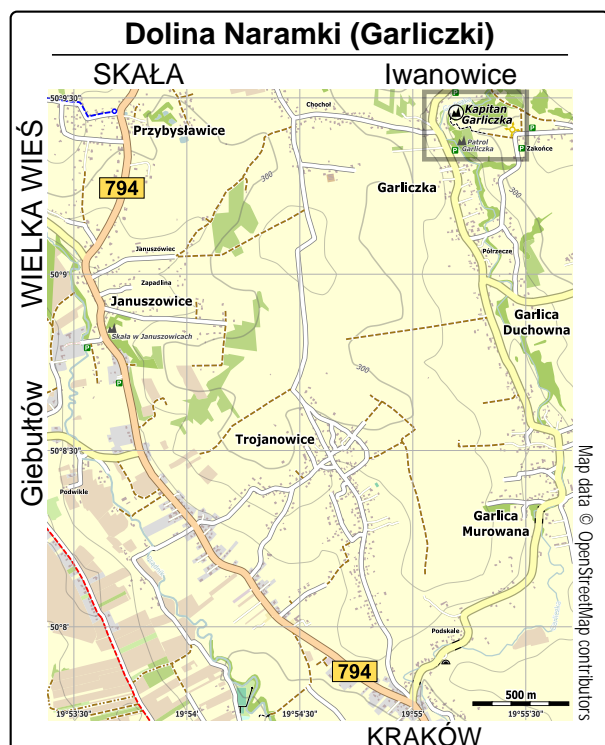 Dolina Naramki (Garliczki)
SKAŁA
Iwanowice
WIELKA WIEŚ
Giebułtów
50°9'30"
Przybysławice
Chochoł
Kapitan
Garliczka
Patrol
Garliczka
Zakończe
794
300
Garliczka
Januszowiec
Półrzecze
50°9'
Zapadlina
Januszowice
Skała w Januszowicach
Garlica
Duchowna
300
Trojanowice
50°8'30"
Podwikle
Garlica
Murowana
50°8'
Podskale
794
500 m
19°53'30"
19°54'
19°54'30"
19°55'
19°55'30"
KRAKÓW
Map data © OpenStreetMap contributors